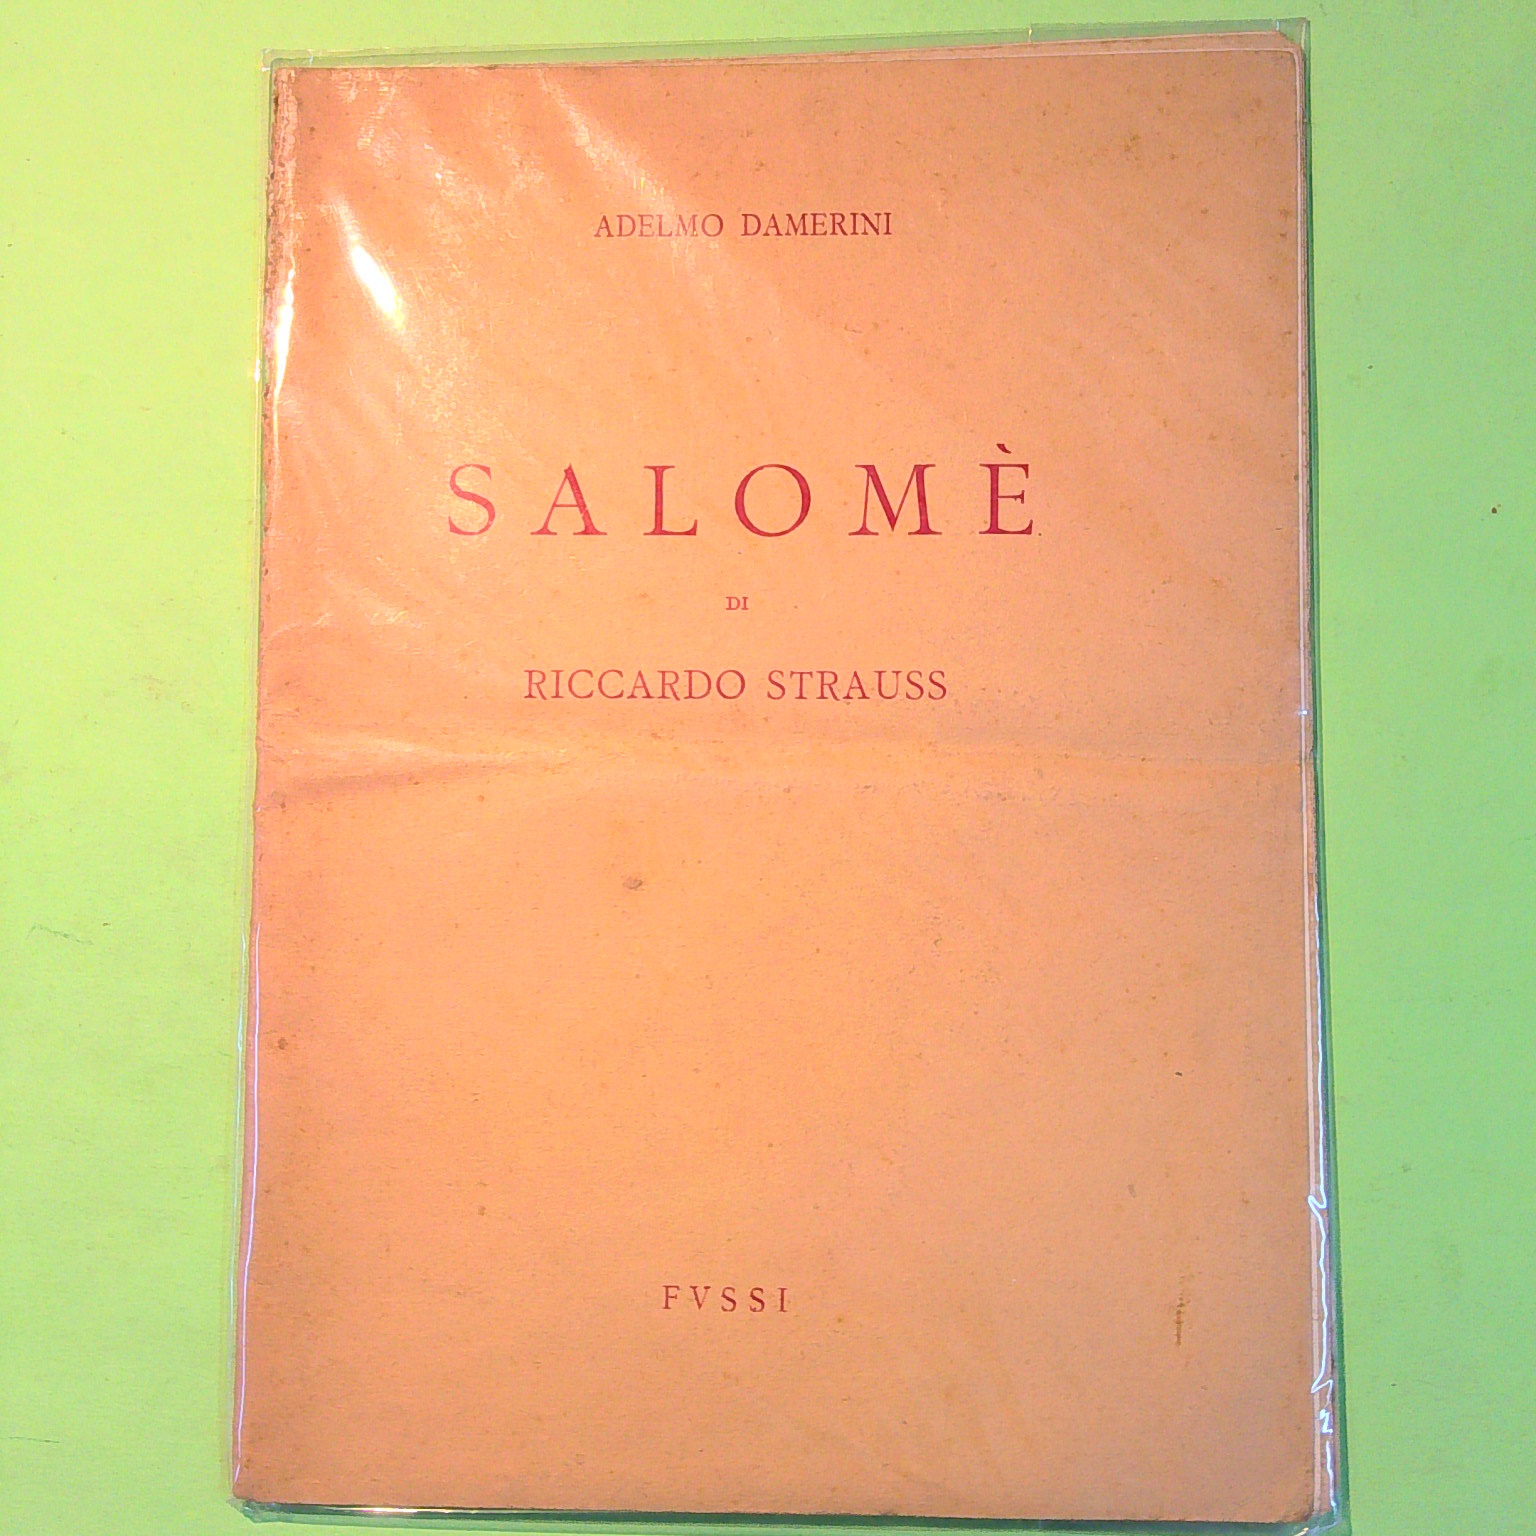 ADELMO DAMERINI
SALOMÈ
DI
RICCARDO STRAUSS
FVSSI